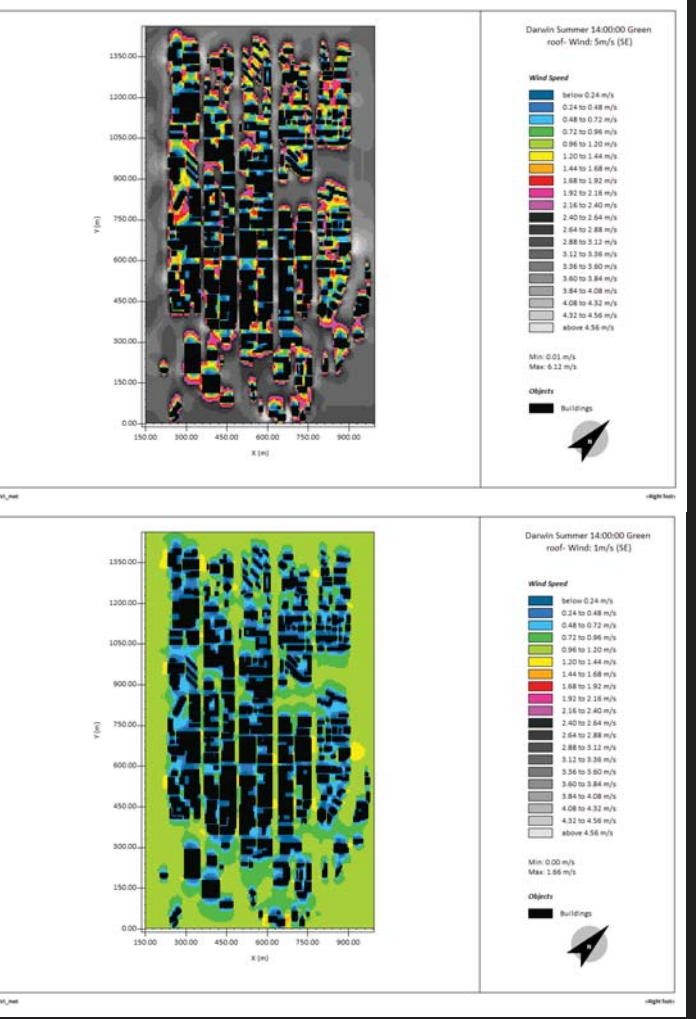 Darwin Summer 14:00:00 Green
roof- Wind: 5m/s (SE)
Wind Speed
below 0.24 m/s
0.24 to 0.48 m/s
0.48 to 0.72 m/s
0.72 to 0.96 m/s
0.96 to 1.20 m/s
1.20 to 1.44 m/s
1.44 to 1.68 m/s
1.68 to 1.92 m/s
1.92 to 2.16 m/s
2.16 to 2.40 m/s
2.40 to 2.64 m/s
2.64 to 2.88 m/s
2.88 to 3.12 m/s
3.12 to 3.36 m/s
3.36 to 3.60 m/s
3.60 to 3.84 m/s
3.84 to 4.08 m/s
4.08 to 4.32 m/s
4.32 to 4.56 m/s
above 4.56 m/s
Min: 0.01 m/s
Max: 6.12 m/s
Objects
Buildings
N
1350.00
1200.00
1050.00
900.00
750.00
600.00
450.00
300.00
150.00
0.00
Y (m)
150.00 300.00 450.00 600.00 750.00 900.00
X (m)
VI_met
<Right foot>
Darwin Summer 14:00:00 Green
roof- Wind: 1m/s (SE)
Wind Speed
below 0.24 m/s
0.24 to 0.48 m/s
0.48 to 0.72 m/s
0.72 to 0.96 m/s
0.96 to 1.20 m/s
1.20 to 1.44 m/s
1.44 to 1.68 m/s
1.68 to 1.92 m/s
1.92 to 2.16 m/s
2.16 to 2.40 m/s
2.40 to 2.64 m/s
2.64 to 2.88 m/s
2.88 to 3.12 m/s
3.12 to 3.36 m/s
3.36 to 3.60 m/s
3.60 to 3.84 m/s
3.84 to 4.08 m/s
4.08 to 4.32 m/s
4.32 to 4.56 m/s
above 4.56 m/s
Min: 0.00 m/s
Max: 1.66 m/s
Objects
Buildings
N
1350.00
1200.00
1050.00
900.00
750.00
600.00
450.00
300.00
150.00
0.00
Y (m)
150.00 300.00 450.00 600.00 750.00 900.00
X (m)
VI_met
<Right foot>